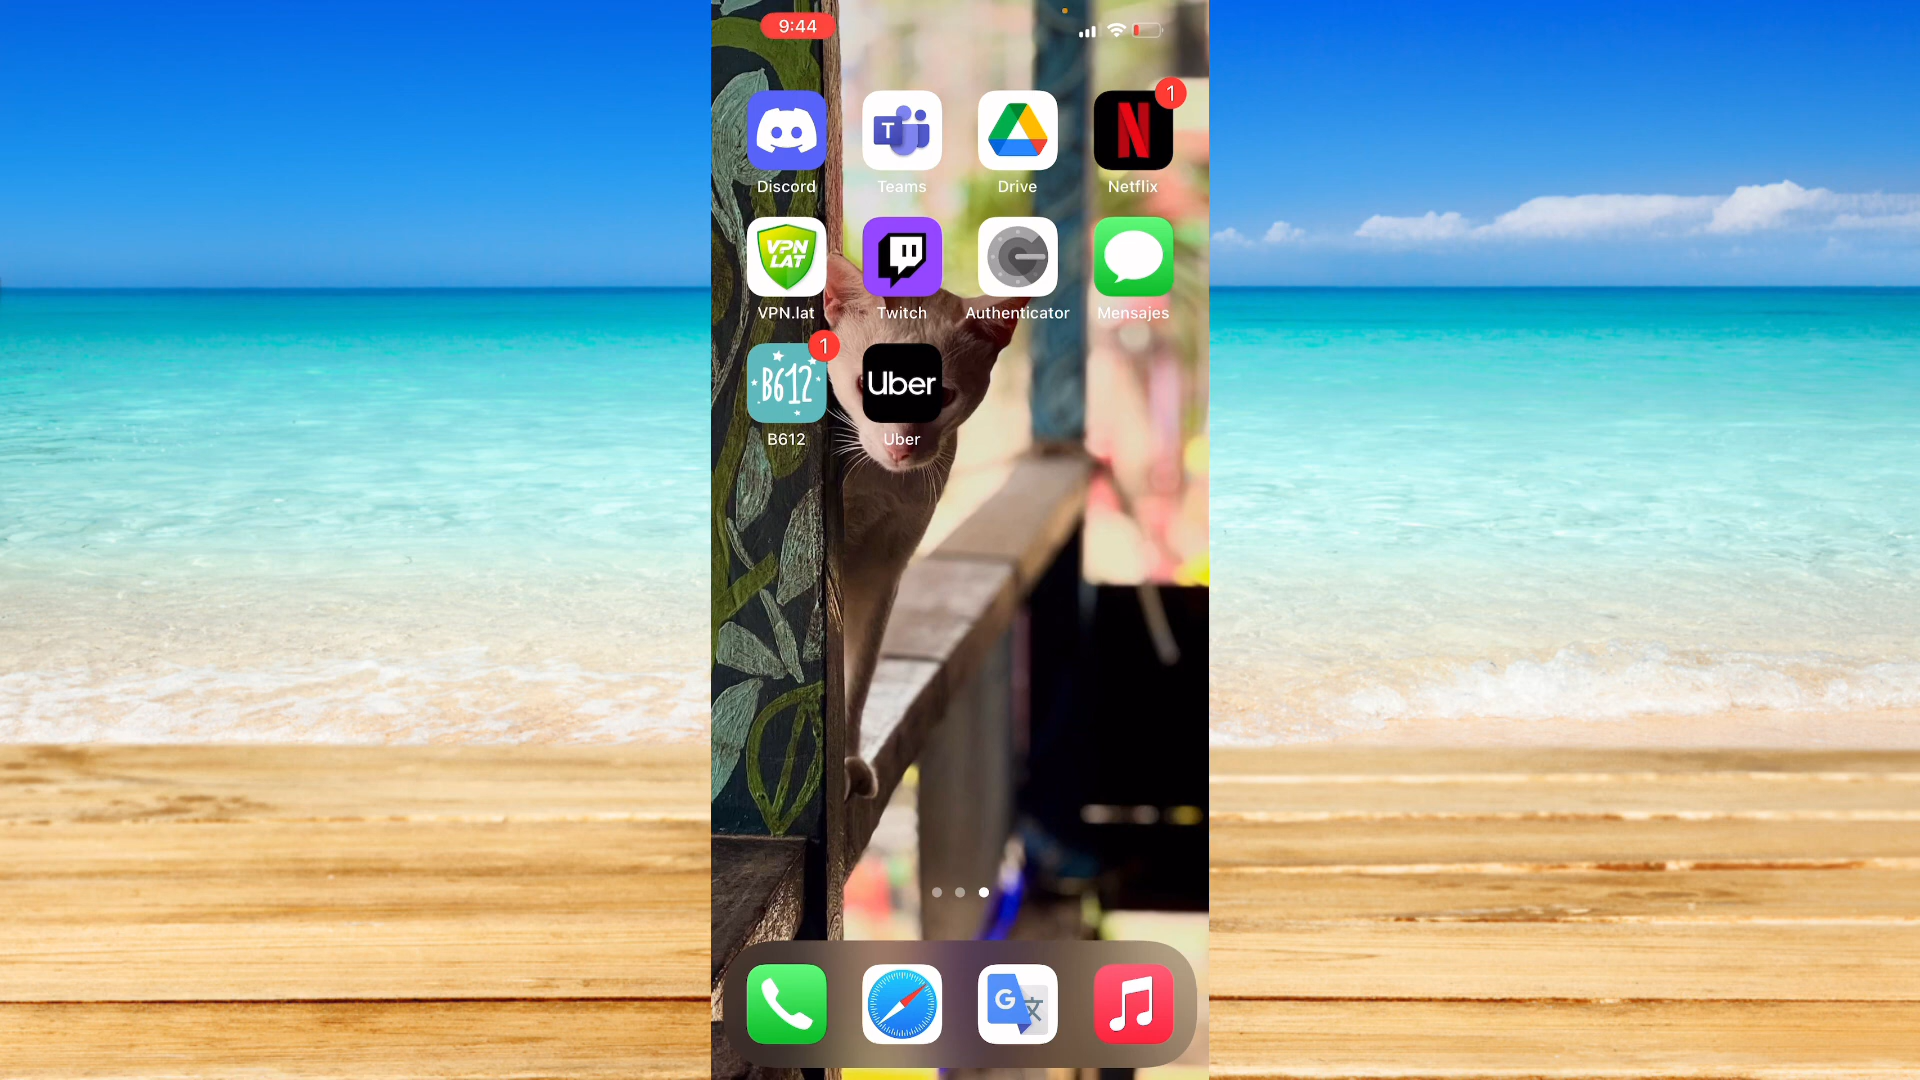 9:44
1
T
N
Discord Teams Drive Netflix
VPN
LAT
VPN.lat Twitch Authenticator Mensajes
1
B612 Uber
B612 Uber
G 文